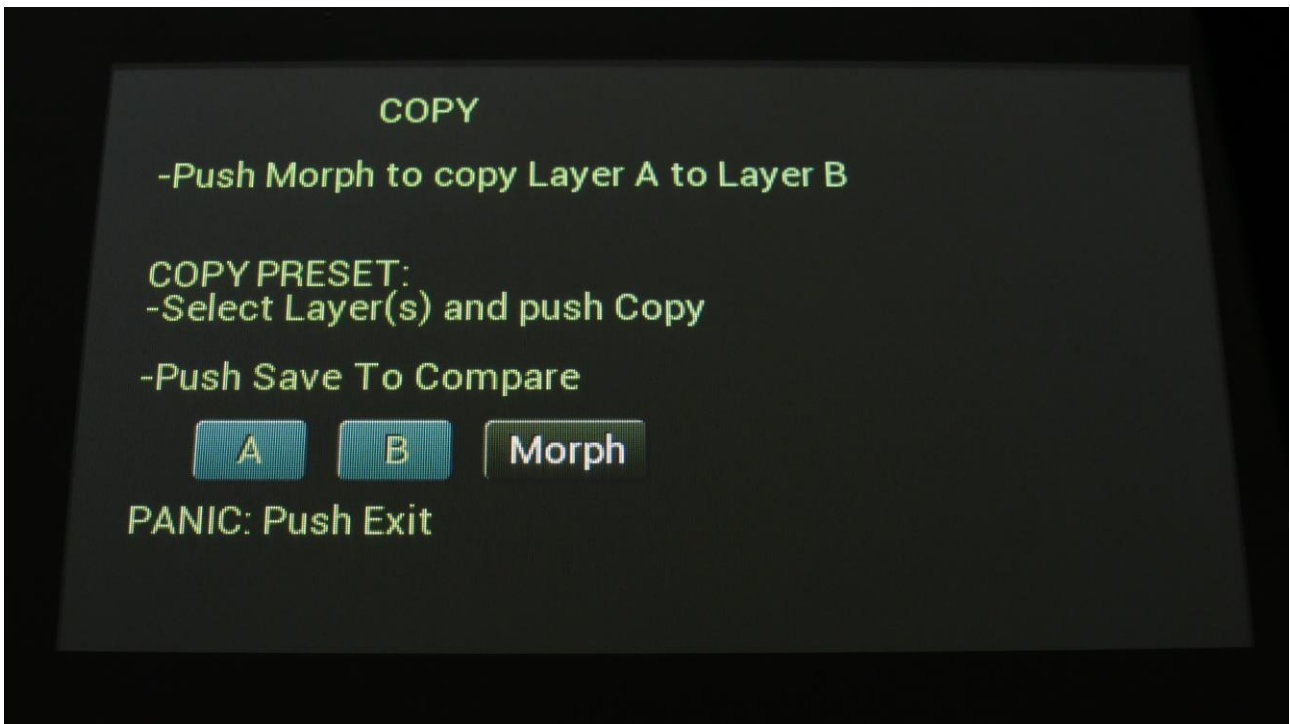 COPY
-Push Morph to copy Layer A to Layer B
COPY PRESET:
-Select Layer(s) and push Copy
-Push Save To Compare
A B Morph
PANIC: Push Exit